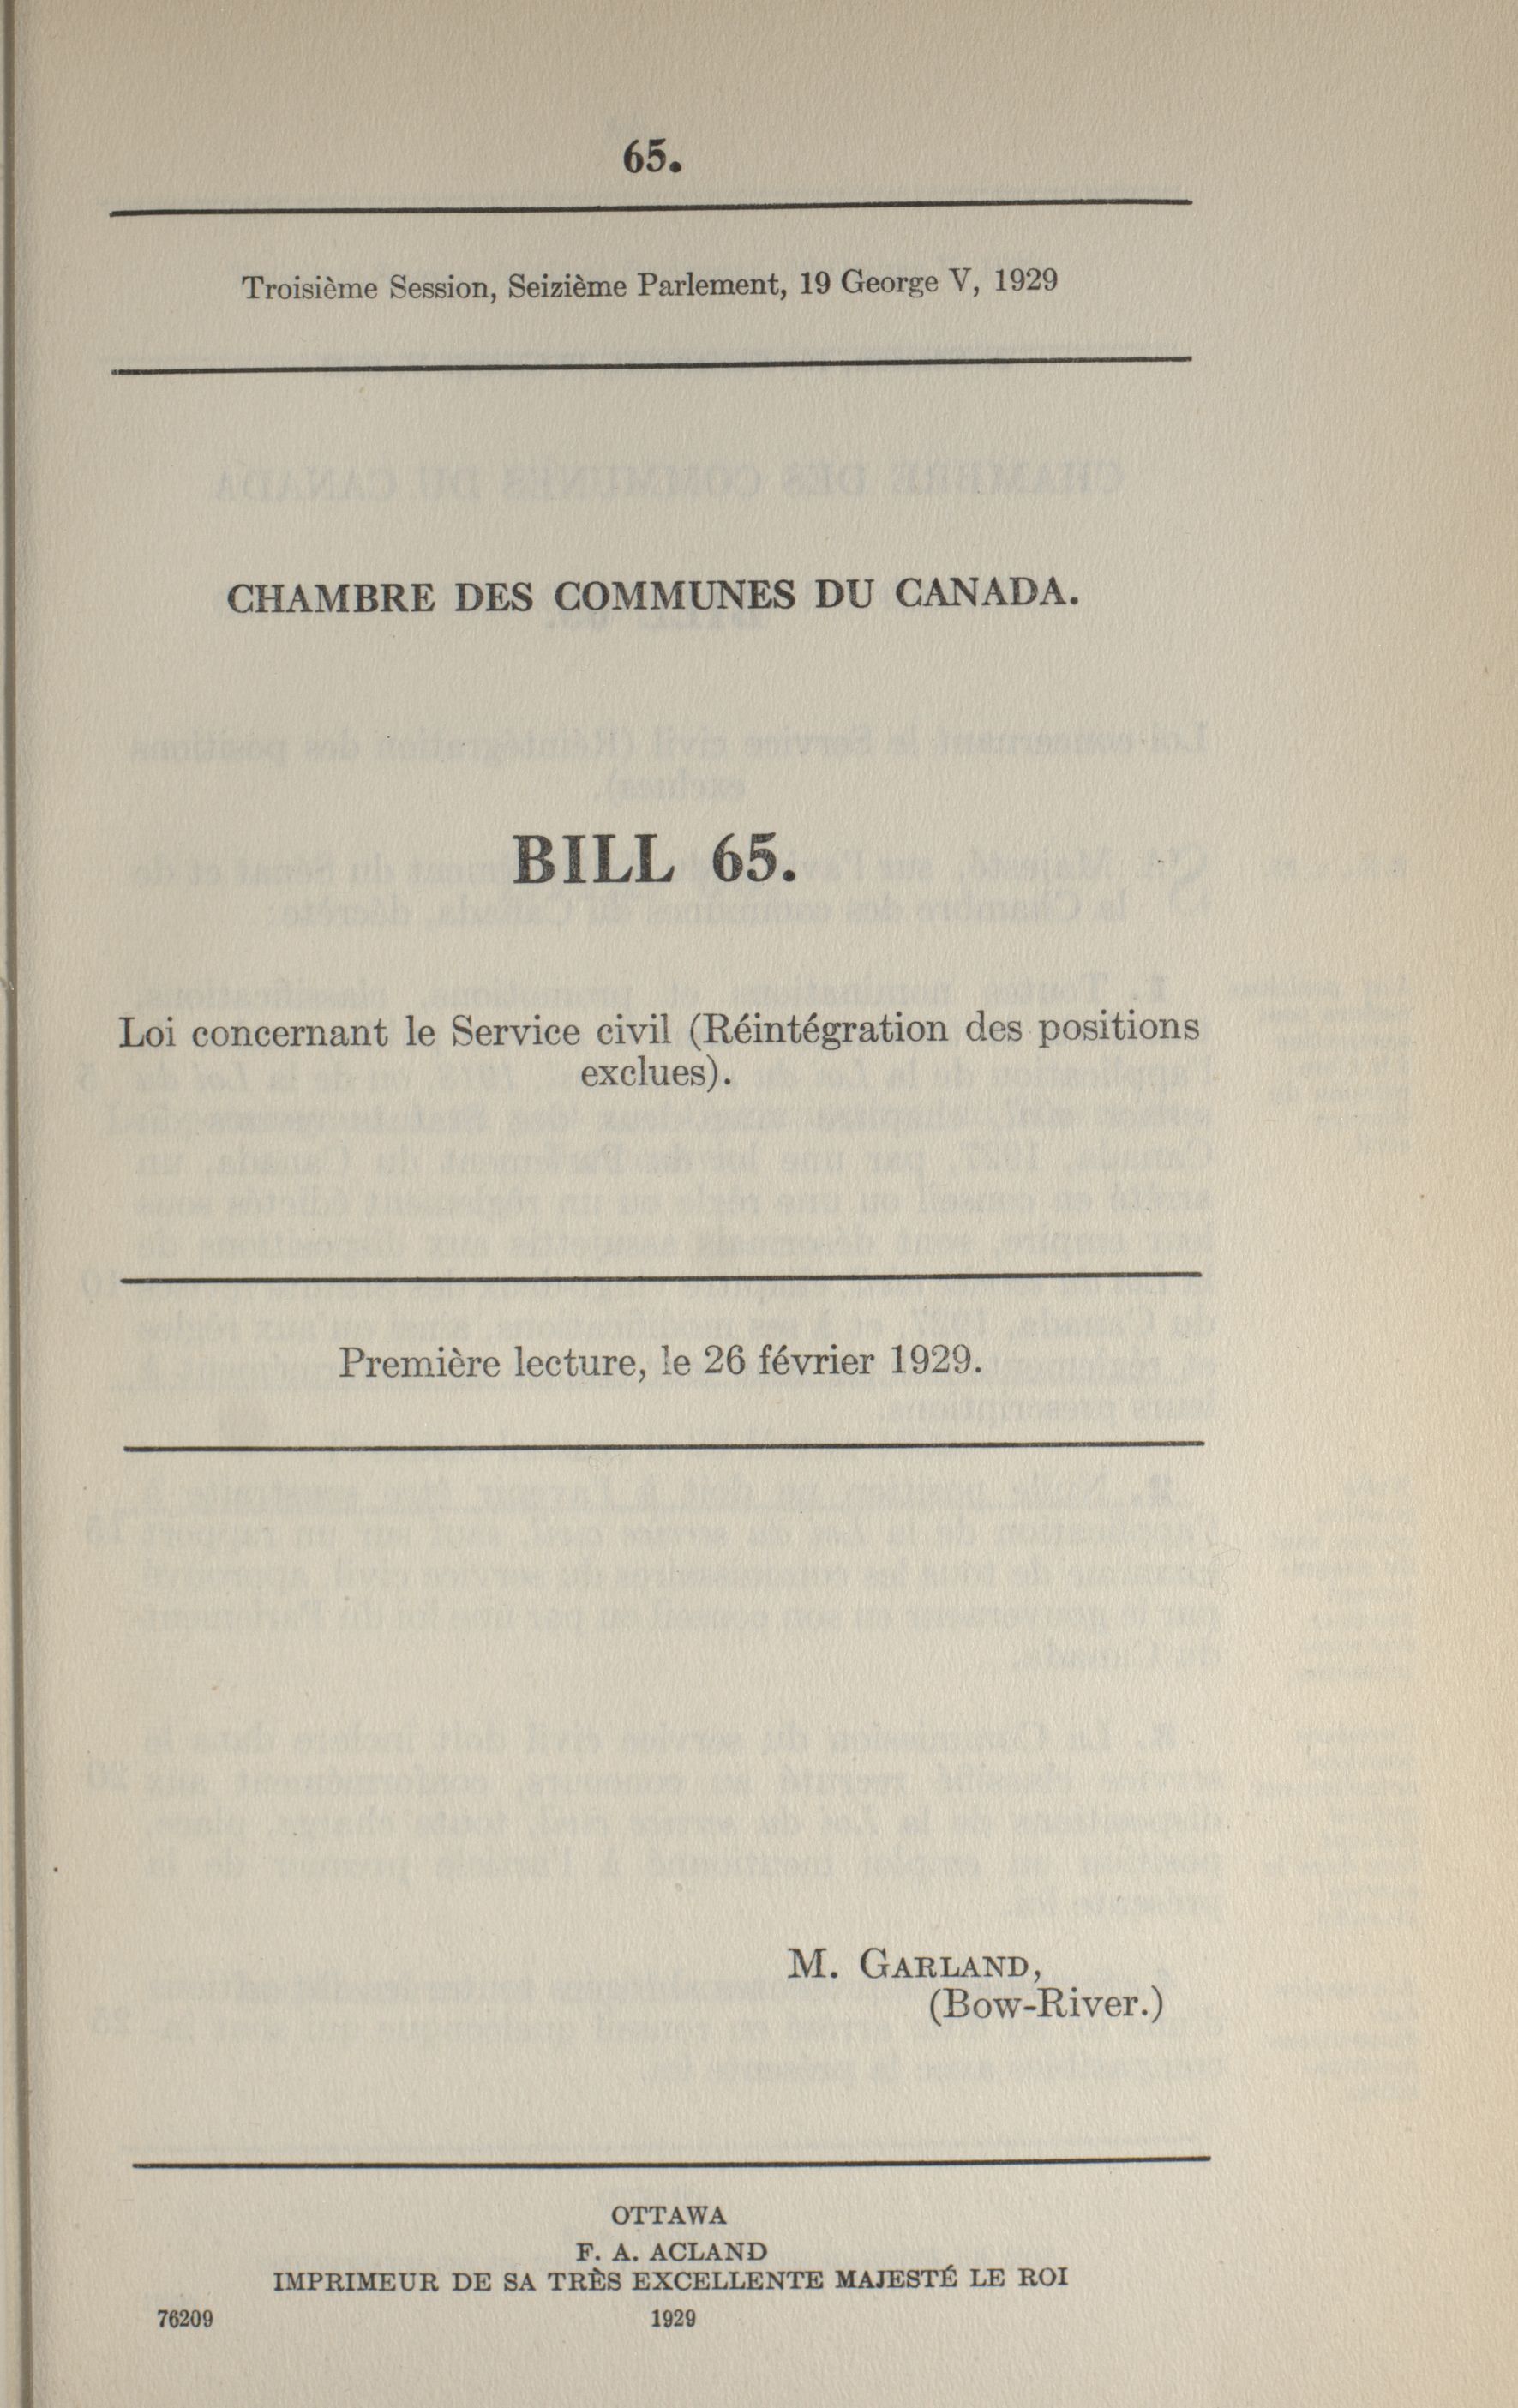 65.
Troisième Session, Seizième Parlement, 19 George V, 1929
CHAMBRE DES COMMUNES DU CANADA.
BILL 65.
Loi concernant le Service civil (Réintégration des positions
exclues).
Première lecture, le 26 février 1929.
M. GARLAND,
(Bow-River.)
OTTAWA
F. A. ACLAND
IMPRIMEUR DE SA TRÈS EXCELLENTE MAJESTÉ LE ROI
76209 1929